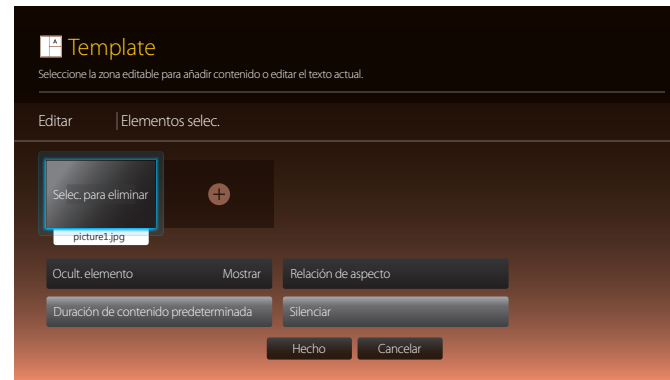 A
Template
Seleccione la zona editable para añadir contenido o editar el texto actual.
Editar Elementos selec.
Selec. para eliminar
picture1.jpg
Ocult. elemento Mostrar Relación de aspecto
Duración de contenido predeterminada Silenciar
Hecho Cancelar